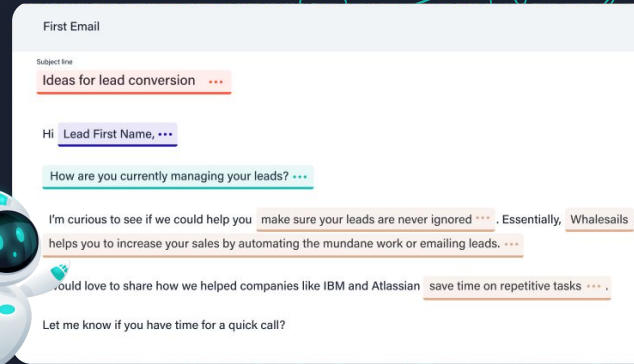 First Email
Subject line
Ideas for lead conversion ...
Hi Lead First Name, ...
How are you currently managing your leads? ...
I'm curious to see if we could help you make sure your leads are never ignored ... . Essentially, Whalesails
helps you to increase your sales by automating the mundane work or emailing leads. ...
ould love to share how we helped companies like IBM and Atlassian save time on repetitive tasks ... .
Let me know if you have time for a quick call?